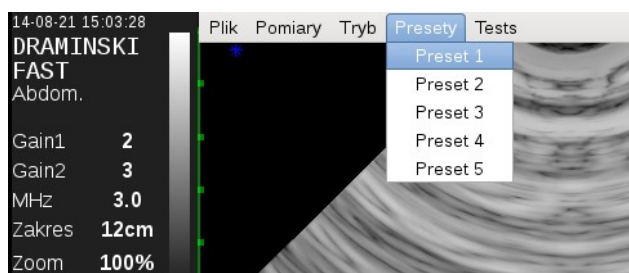 14-08-21 15:03:28
DRAMINSKI
FAST
Abdom.
Gain1 2
Gain2 3
MHz 3.0
Zakres 12cm
Zoom 100%
Plik Pomiary Tryb Presety Tests
Preset 1
Preset 2
Preset 3
Preset 4
Preset 5